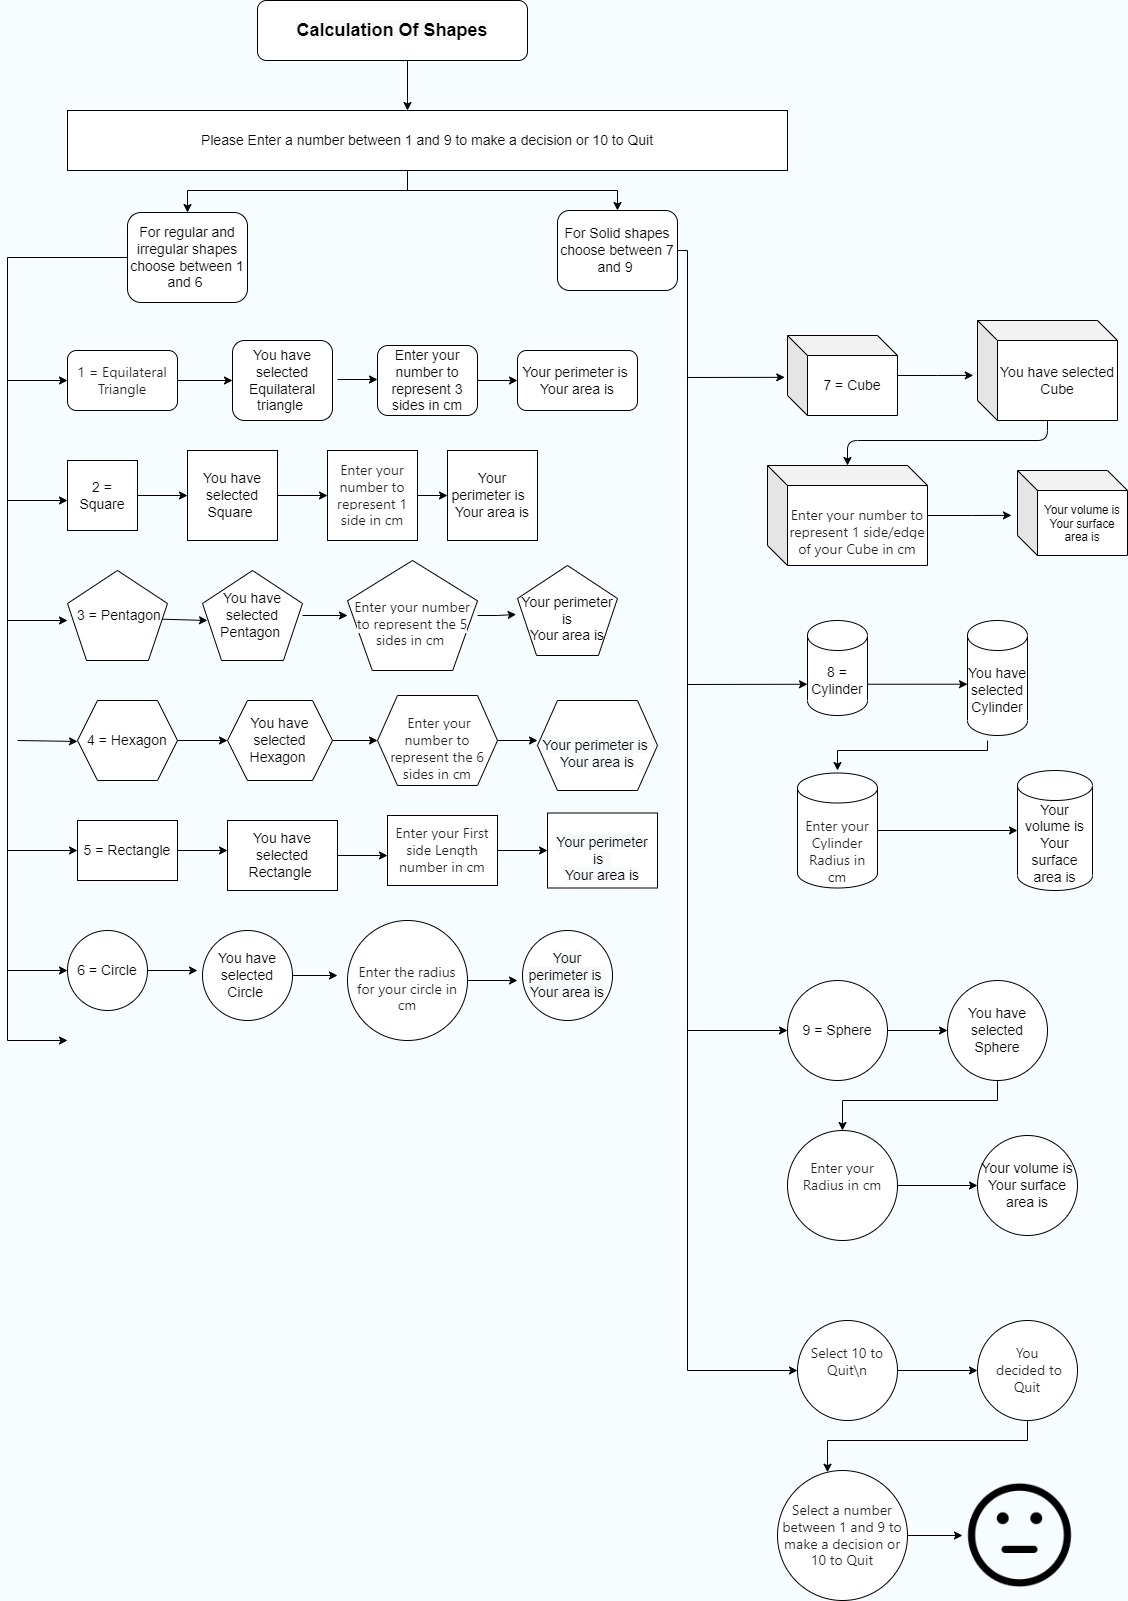 Calculation Of Shapes
Please Enter a number between 1 and 9 to make a decision or 10 to Quit
For regular and
irregular shapes
choose between 1
and 6
For Solid shapes
choose between 7
and 9
1 = Equilateral
Triangle
You have
selected
Equilateral
triangle
Enter your
number to
represent 3
sides in cm
Your perimeter is
Your area is
2 =
Square
You have
selected
Square
Enter your
number to
represent 1
side in cm
Your
perimeter is
Your area is
3 = Pentagon
You have
selected
Pentagon
Enter your number
to represent the 5
sides in cm
Your perimeter
is
Your area is
4 = Hexagon
You have
selected
Hexagon
Enter your
number to
represent the 6
sides in cm
Your perimeter is
Your area is
5 = Rectangle
You have
selected
Rectangle
Enter your First
side Length
number in cm
Your perimeter
is
Your area is
6 = Circle
You have
selected
Circle
Enter the radius
for your circle in
cm
Your
perimeter is
Your area is
7 = Cube
You have selected
Cube
Enter your number to
represent 1 side/edge
of your Cube in cm
Your volume is
Your surface
area is
8 =
Cylinder
You have
selected
Cylinder
Enter your
Cylinder
Radius in
cm
Your
volume is
Your
surface
area is
9 = Sphere
You have
selected
Sphere
Enter your
Radius in cm
Your volume is
Your surface
area is
Select 10 to
Quit\n
You
decided to
Quit
Select a number
between 1 and 9 to
make a decision or
10 to Quit